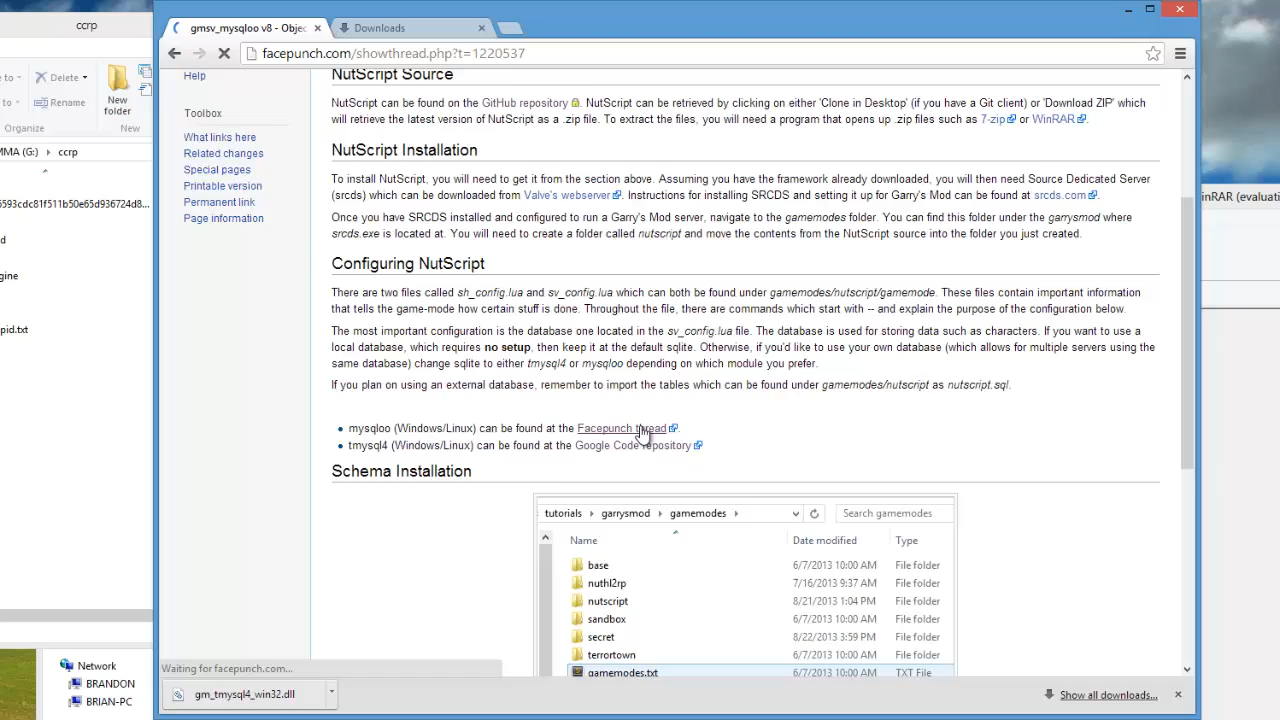 ccrp
gmsv_mysqloo v8 - Objec
Downloads
facepunch.com/showthread.php?t=1220537
to
Delete
to
Rename
New
folder
Organize
New
MMA (G:) ccrp
6593cdc81f511b50e65d936724d8...
gine
pid.txt
Network
BRANDON
BRIAN-PC
Help
Toolbox
What links here
Related changes
Special pages
Printable version
Permanent link
Page information
NutScript Source
NutScript can be found on the GitHub repository . NutScript can be retrieved by clicking on either 'Clone in Desktop' (if you have a Git client) or 'Download ZIP' which
will retrieve the latest version of NutScript as a .zip file. To extract the files, you will need a program that opens up .zip files such as 7-zip or WinRAR .
NutScript Installation
To install NutScript, you will need to get it from the section above. Assuming you have the framework already downloaded, you will then need Source Dedicated Server
(srcds) which can be downloaded from Valve's webserver . Instructions for installing SRCDS and setting it up for Garry's Mod can be found at srcds.com .
Once you have SRCDS installed and configured to run a Garry's Mod server, navigate to the gamemodes folder. You can find this folder under the garrysmod where
srcds.exe is located at. You will need to create a folder called nutscript and move the contents from the NutScript source into the folder you just created.
Configuring NutScript
There are two files called sh_config.lua and sv_config.lua which can both be found under gamemodes/nutscript/gamemode. These files contain important information
that tells the game-mode how certain stuff is done. Throughout the file, there are commands which start with -- and explain the purpose of the configuration below.
The most important configuration is the database one located in the sv_config.lua file. The database is used for storing data such as characters. If you want to use a
local database, which requires no setup, then keep it at the default sqlite. Otherwise, if you'd like to use your own database (which allows for multiple servers using the
same database) change sqlite to either tmysql4 or mysqloo depending on which module you prefer.
If you plan on using an external database, remember to import the tables which can be found under gamemodes/nutscript as nutscript.sql.
• mysqloo (Windows/Linux) can be found at the Facepunch thread .
• tmysql4 (Windows/Linux) can be found at the Google Code repository
Schema Installation
tutorials garrysmod gamemodes Search gamemodes
Name Date modified Type
base 6/7/2013 10:00 AM File folder
nuthl2rp 7/16/2013 9:37 AM File folder
nutscript 8/21/2013 1:04 PM File folder
sandbox 6/7/2013 10:00 AM File folder
secret 8/22/2013 3:59 PM File folder
terrortown 6/7/2013 10:00 AM File folder
gamemodes.txt 6/7/2013 10:00 AM TXT File
Waiting for facepunch.com...
gm_tmysql4_win32.dll
Show all downloads...
inRAR (evaluati